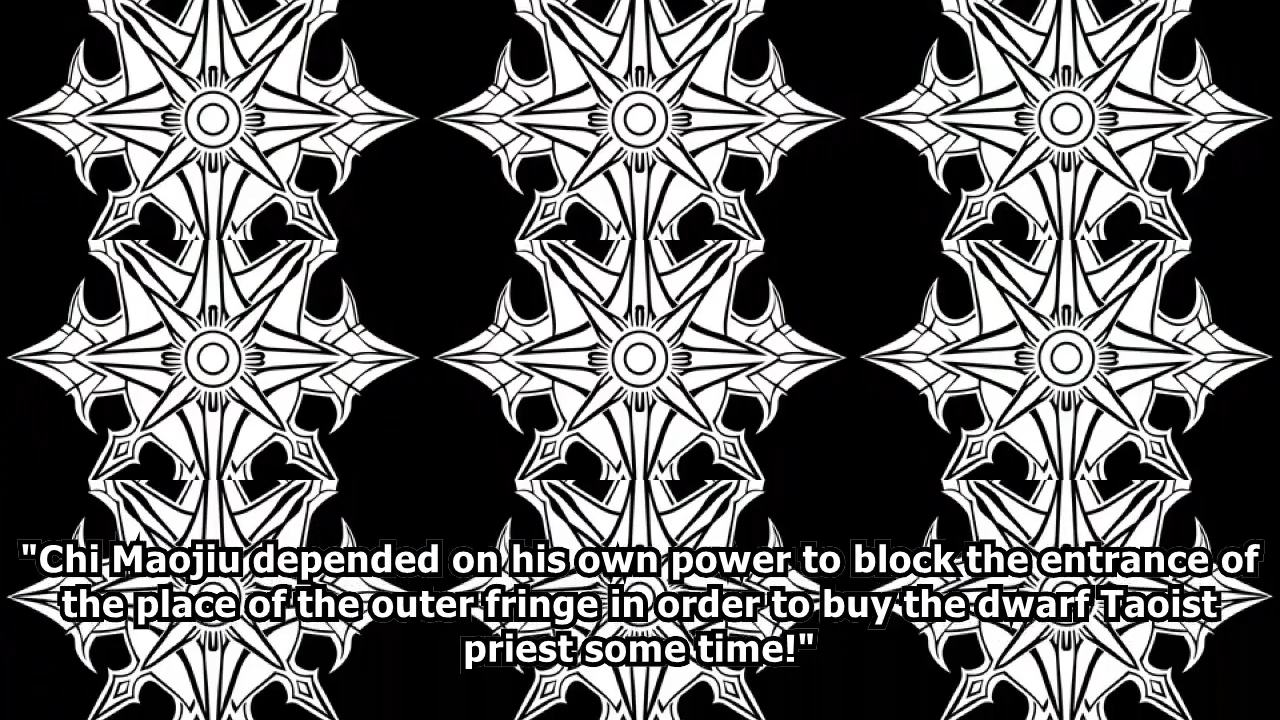 "Chi Maojiu depended on his own power to block the entrance of
the place of the outer fringe in order to buy the dwarf Taoist
priest some time!"